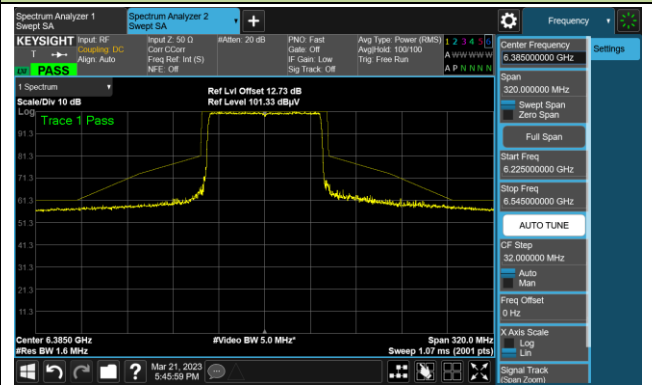 Spectrum Analyzer 1
Swept SA
Spectrum Analyzer 2
Swept SA
+
Frequency
KEYSIGHT
T
PASS
Input: RF
Coupling: DC
Align: Auto
Input Z: 50 Ω
Corr CCorr
Freq Ref: Int (S)
NFE: Off
#Atten: 20 dB
PNO: Fast
Gate: Off
IF Gain: Low
Sig Track: Off
Avg Type: Power (RMS)
Avg|Hold: 100/100
Trig: Free Run
1 2 3 4 5 6
A W W W W W
A P N N N N
1 Spectrum
Scale/Div 10 dB
Log
Ref Lvl Offset 12.73 dB
Ref Level 101.33 dBµV
Trace 1 Pass
91.3
81.3
71.3
61.3
51.3
41.3
31.3
21.3
11.3
Center 6.3850 GHz
#Res BW 1.6 MHz
#Video BW 5.0 MHz*
Span 320.0 MHz
Sweep 1.07 ms (2001 pts)
Center Frequency
6.385000000 GHz
Settings
Span
320.000000 MHz
Swept Span
Zero Span
Full Span
Start Freq
6.225000000 GHz
Stop Freq
6.545000000 GHz
AUTO TUNE
CF Step
32.000000 MHz
Auto
Man
Freq Offset
0 Hz
X Axis Scale
Log
Lin
Signal Track
(Span Zoom)
?
Mar 21, 2023
5:45:59 PM